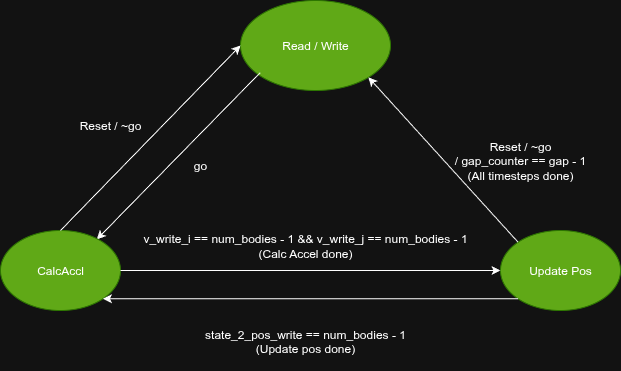 Read / Write
Reset / ~go
go
Reset / ~go
/ gap_counter == gap - 1
(All timesteps done)
v_write_i == num_bodies - 1 && v_write_j == num_bodies - 1
(Calc Accel done)
CalcAccl
Update Pos
state_2_pos_write == num_bodies - 1
(Update pos done)